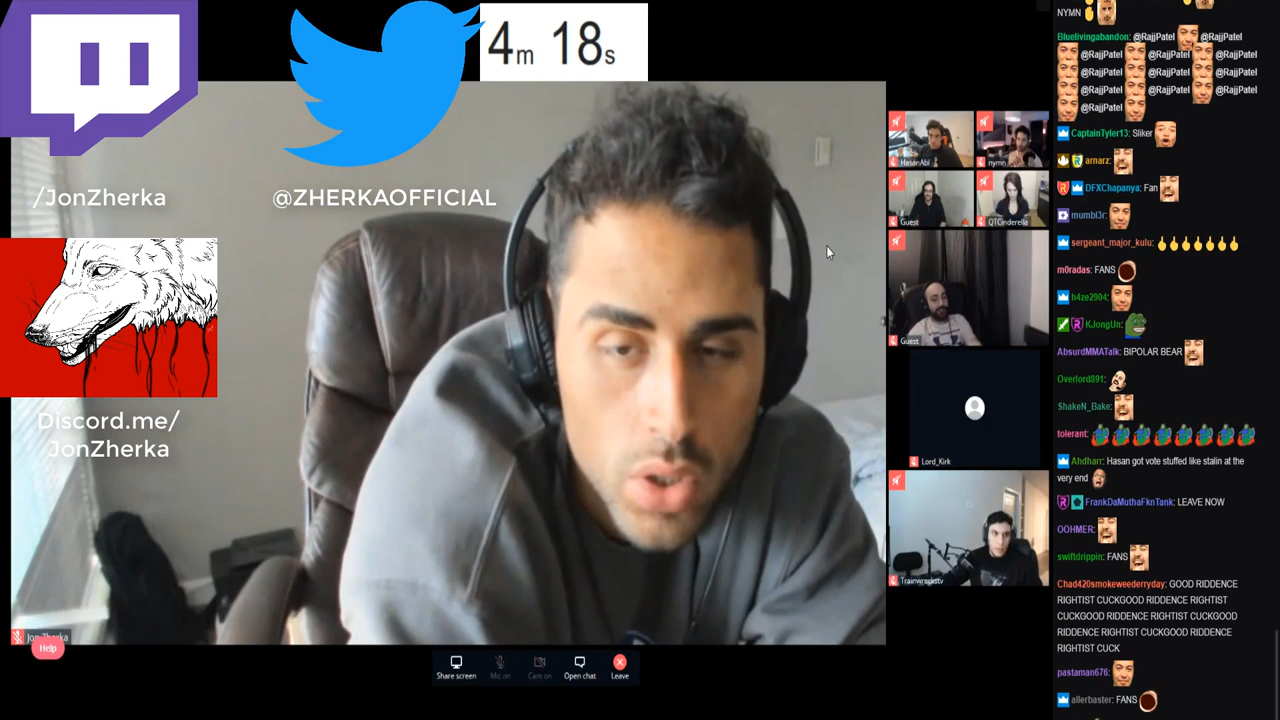 4m 18s
/JonZherka
@ZHERKAOFFICIAL
Discord.me/
JonZherka
Jon Zherka
Help
Share screen
Mic on
Cam on
Open chat
Leave
HasanAbi
nymn
Guest
QTCinderella
Guest
Lord_Kirk
Trainwreckstv
NYMN
Bluelivingabandon: @RajjPatel @RajjPatel
@RajjPatel @RajjPatel @RajjPatel
@RajjPatel @RajjPatel @RajjPatel
@RajjPatel @RajjPatel @RajjPatel
@RajjPatel
CaptainTyler13: Sliker
arnarz:
DFXChapanya: Fan
mumbl3r:
sergeant_major_kulu:
m0radas: FANS
h4ze2904:
KJongUn:
AbsurdMMATalk: BIPOLAR BEAR
Overlord891:
ShakeN_Bake:
tolerant:
Ahdharr: Hasan got vote stuffed like stalin at the
very end
FrankDaMuthaFknTank: LEAVE NOW
OOHMER:
swiftdrippin: FANS
Chad420smokeweederryday: GOOD RIDDENCE
RIGHTIST CUCKGOOD RIDDENCE RIGHTIST
CUCKGOOD RIDDENCE RIGHTIST CUCKGOOD
RIDDENCE RIGHTIST CUCKGOOD RIDDENCE
RIGHTIST CUCK
pastaman676:
allerbaster: FANS